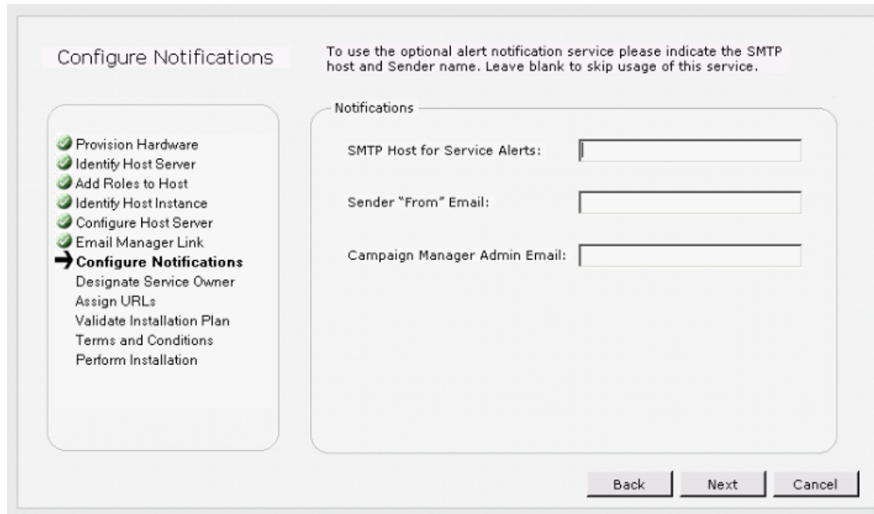 Configure Notifications
To use the optional alert notification service please indicate the SMTP
host and Sender name. Leave blank to skip usage of this service.
Provision Hardware
Identify Host Server
Add Roles to Host
Identify Host Instance
Configure Host Server
Email Manager Link
Configure Notifications
Designate Service Owner
Assign URLs
Validate Installation Plan
Terms and Conditions
Perform Installation
Notifications
SMTP Host for Service Alerts:
Sender “From” Email:
Campaign Manager Admin Email:
Back
Next
Cancel